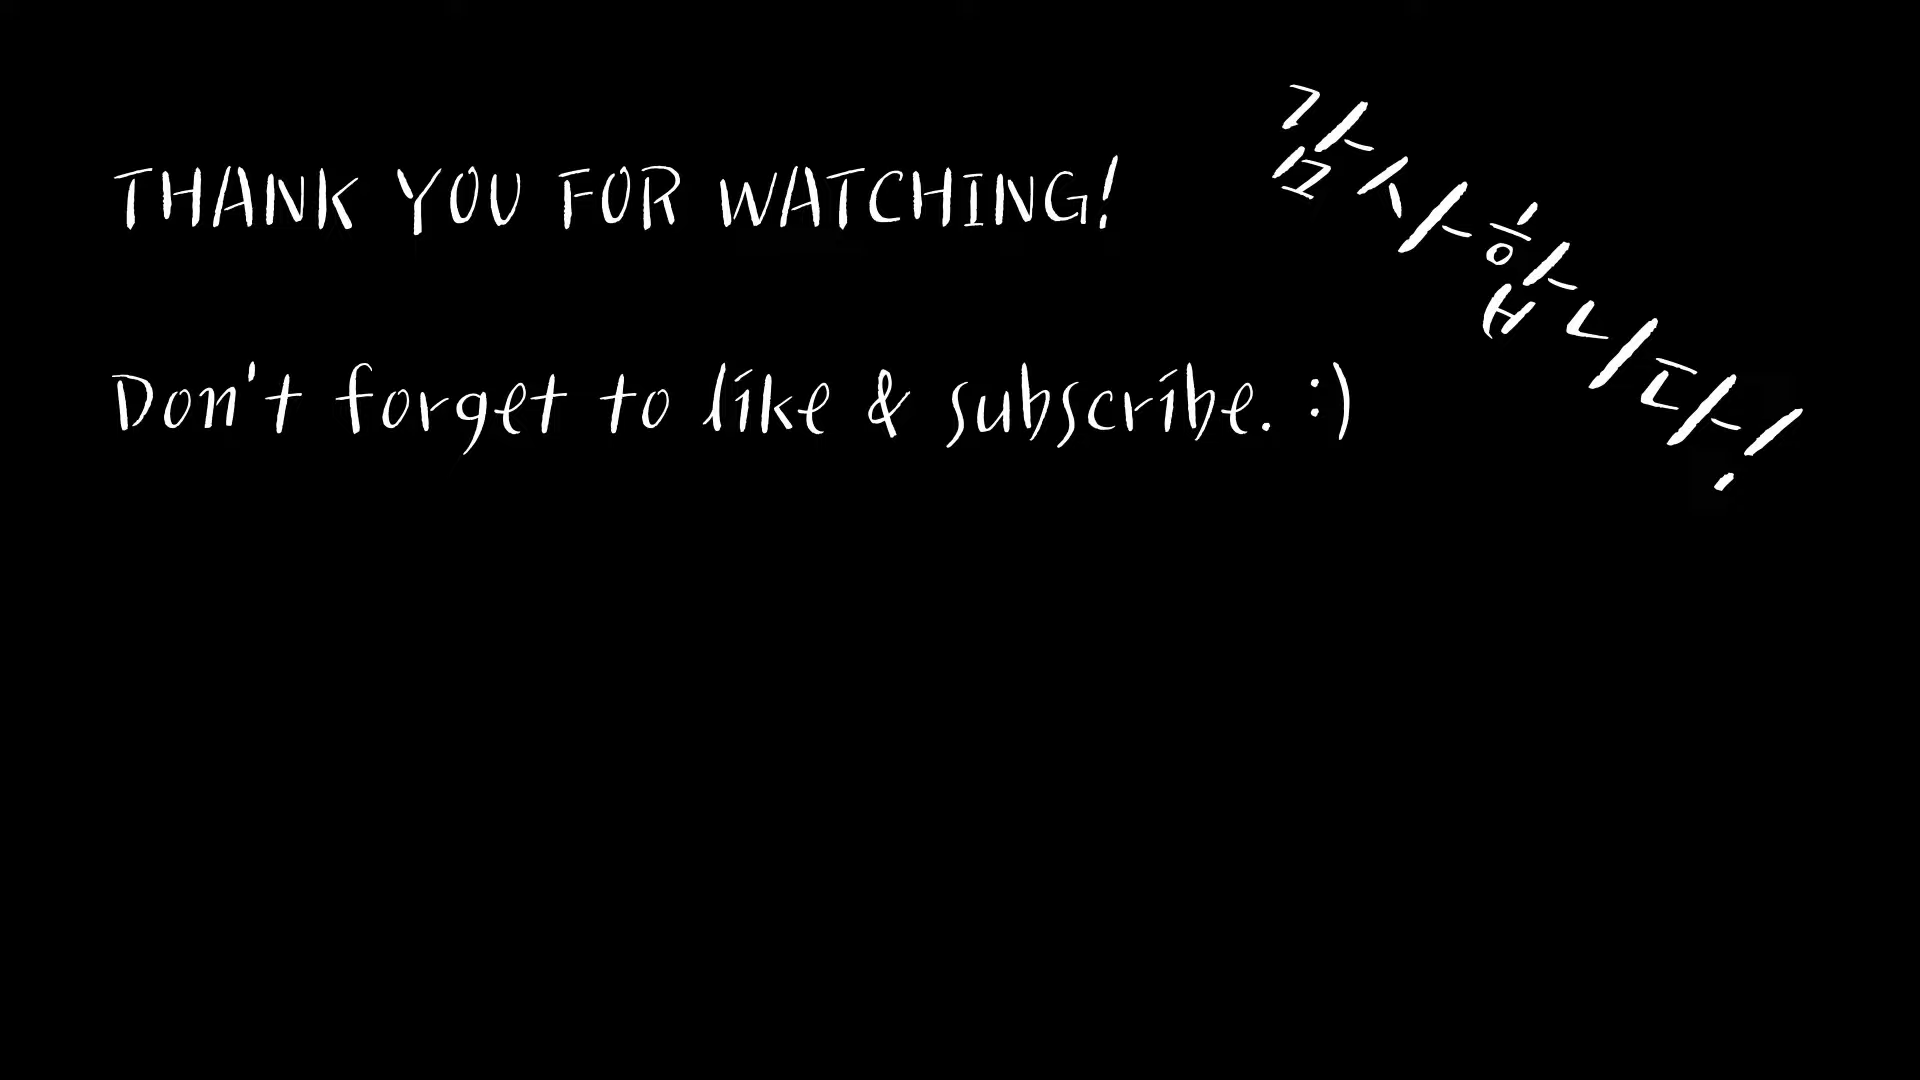 THANK YOU FOR WATCHING!
감사합니다!
Don't forget to like & subscribe. :)